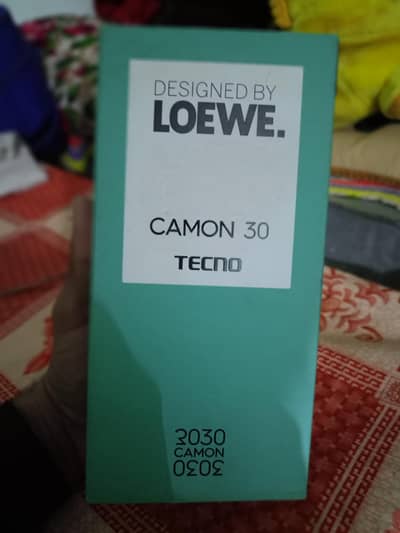 DESIGNED BY
LOEWE.
CAMON 30
TECNO
3030
CAMON
3030